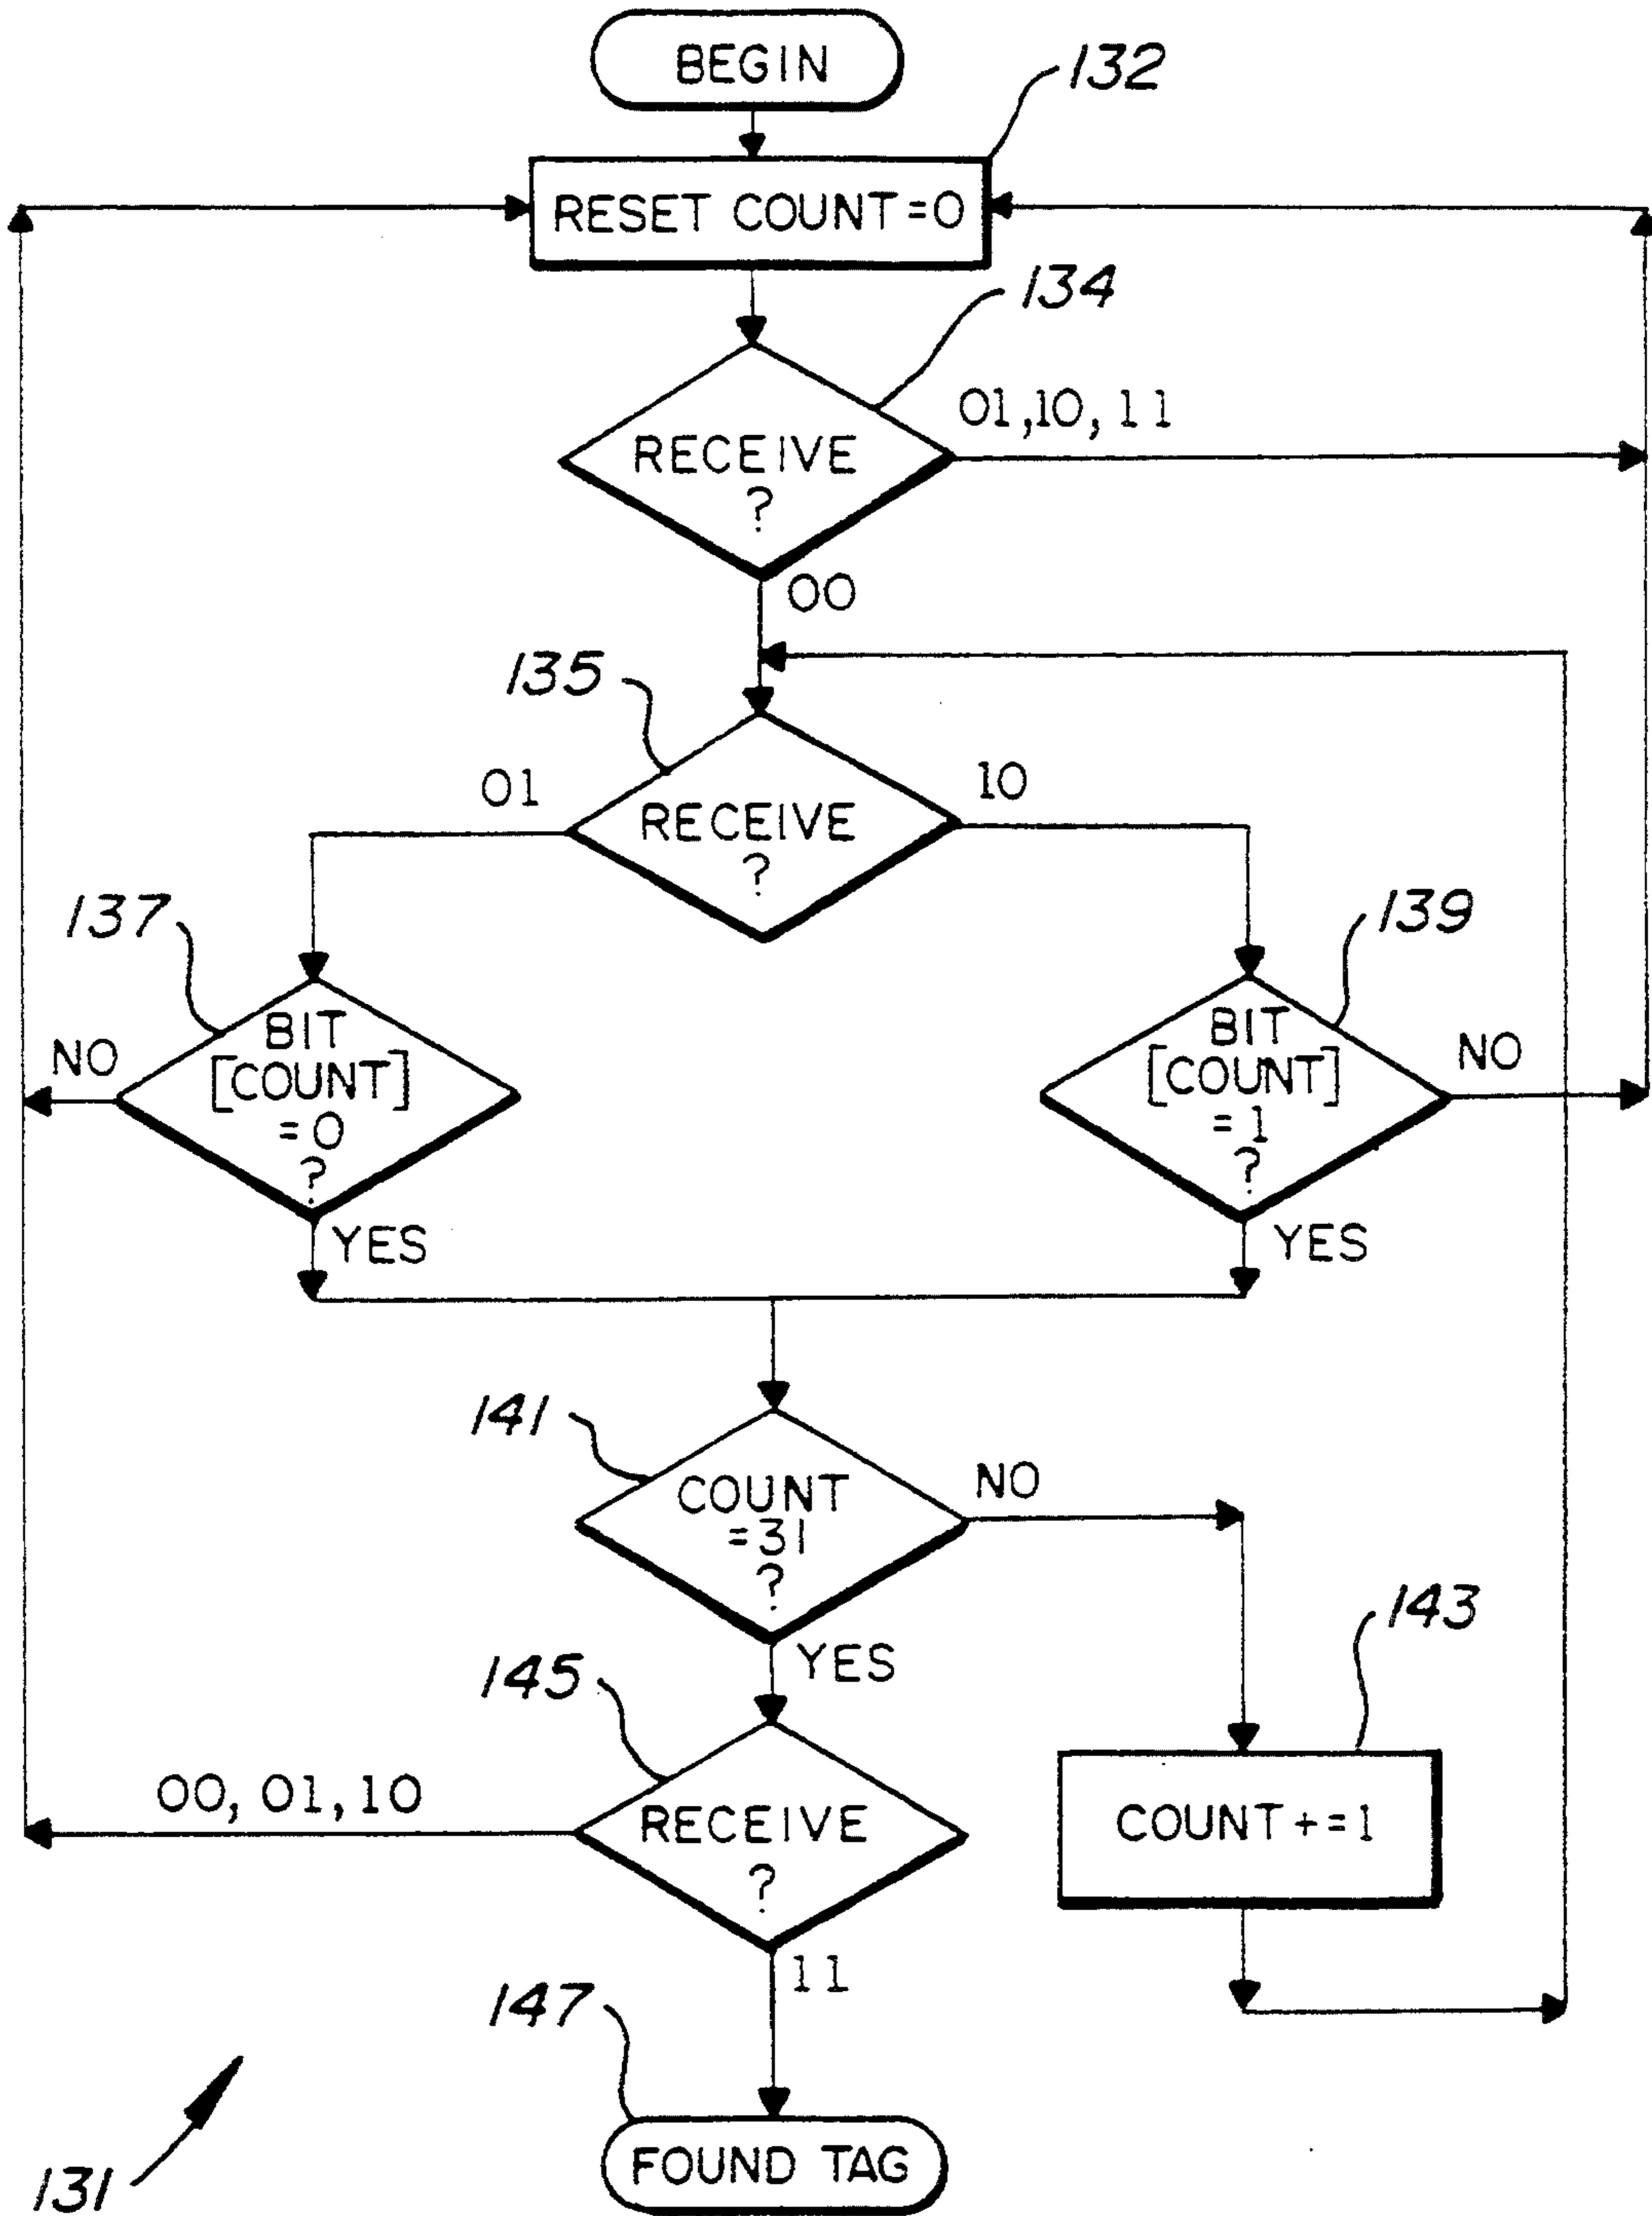 BEGIN
132
RESET COUNT=0
134
01,10,11
RECEIVE
?
00
135
01
10
RECEIVE
?
137
139
NO
BIT
[COUNT]
=0
?
YES
BIT
[COUNT]
=1
?
NO
YES
141
COUNT
=31
?
NO
YES
143
145
00, 01, 10
RECEIVE
?
COUNT+=1
11
147
FOUND TAG
131